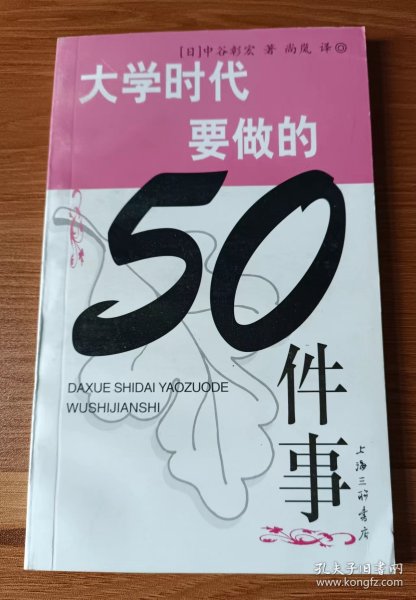 [日]中谷彰宏 著 尚岚 译◎
大学时代
要做的
50
件事
DAXUE SHIDAI YAOZUODE
WUSHIJIANSHI
上海三联书店
孔夫子旧书网
www.kongfz.com